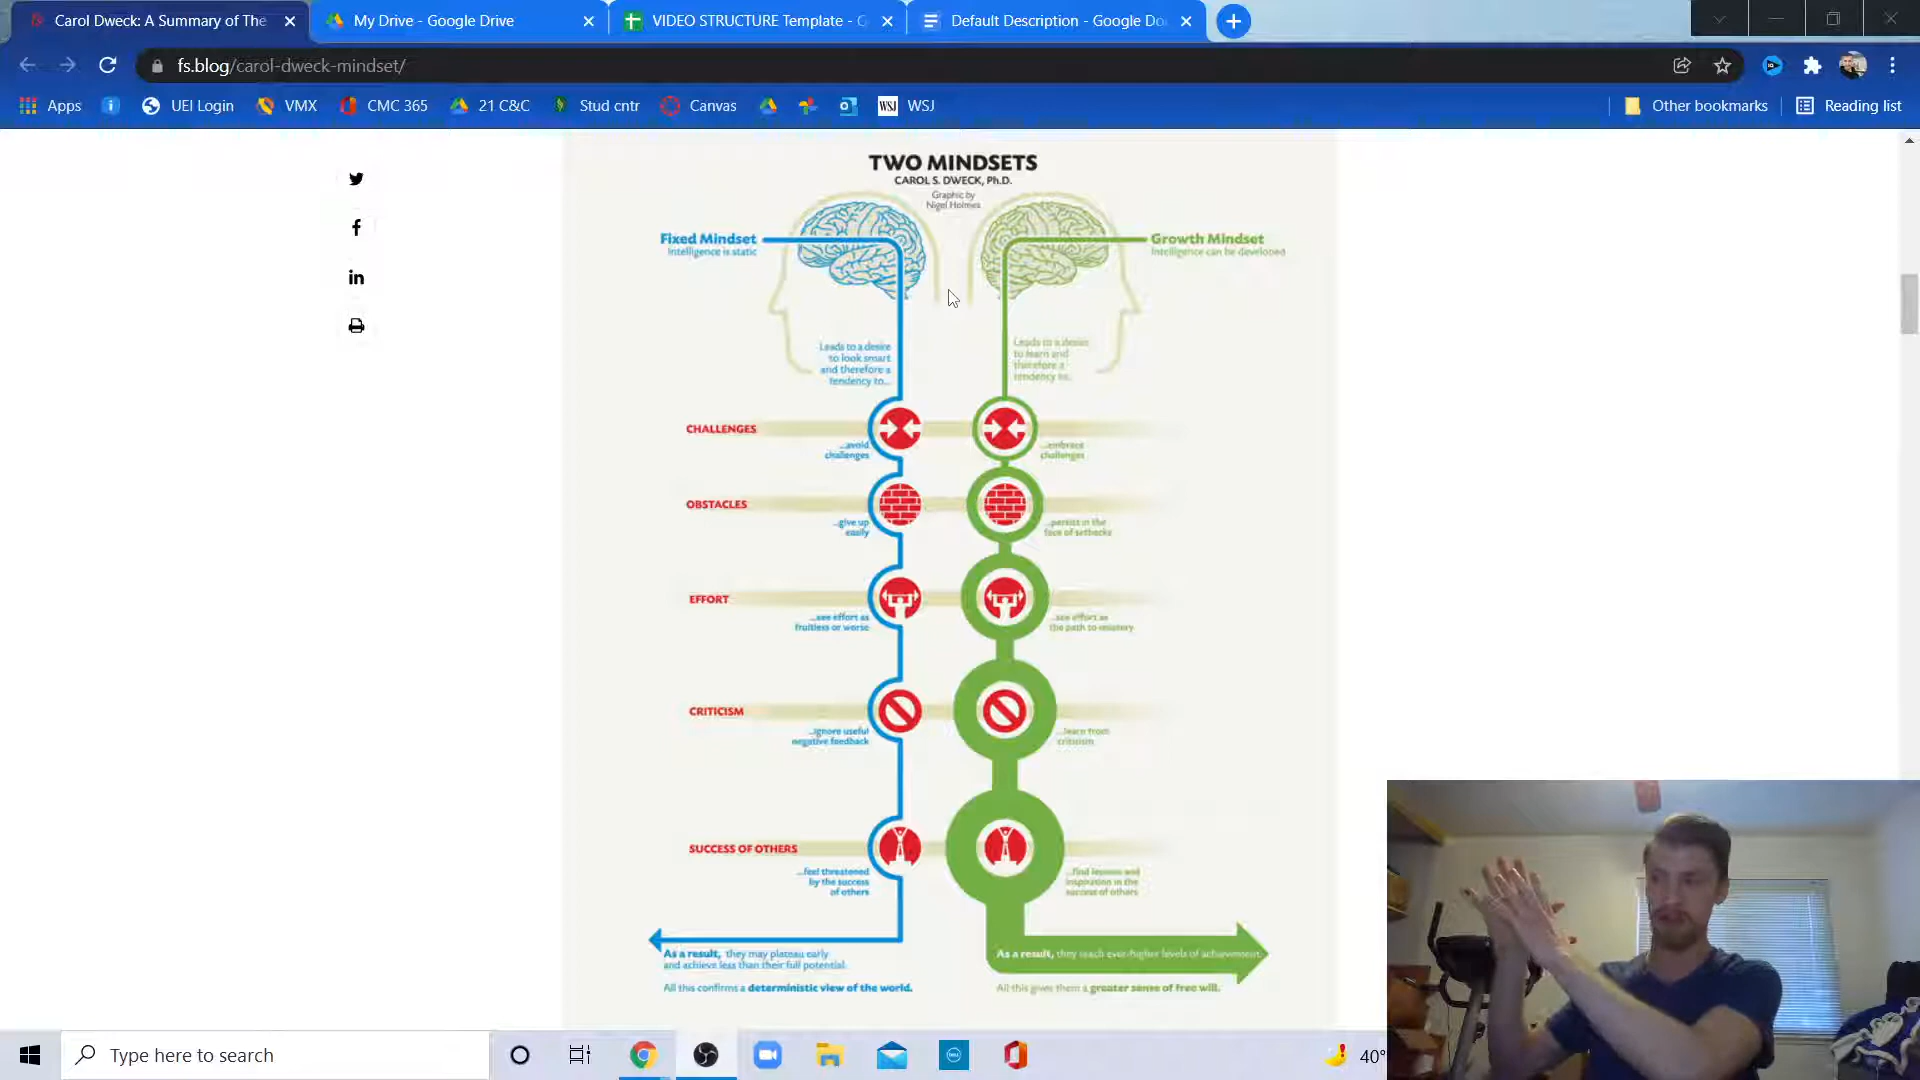 Carol Dweck: A Summary of The
My Drive - Google Drive
VIDEO STRUCTURE Template - G
Default Description - Google Do
fs.blog/carol-dweck-mindset/
Apps
UEI Login
VMX
CMC 365
21 C&C
Stud cntr
Canvas
WSJ
WSJ
Other bookmarks
Reading list
TWO MINDSETS
CAROL S. DWECK, Ph.D.
Graphic by
Nigel Holmes
Fixed Mindset
Intelligence is static
Growth Mindset
Intelligence can be developed
Leads to a desire
to look smart
and therefore a
tendency to...
Leads to a desire
to learn and
therefore a
tendency to...
CHALLENGES
...avoid
challenges
...embrace
challenges
OBSTACLES
...give up
easily
...persist in the
face of setbacks
EFFORT
...see effort as
fruitless or worse
...see effort as
the path to mastery
CRITICISM
...ignore useful
negative feedback
...learn from
criticism
SUCCESS OF OTHERS
...feel threatened
by the success
of others
...find lessons and
inspiration in the
success of others
As a result, they may plateau early
and achieve less than their full potential.
All this confirms a deterministic view of the world.
As a result, they reach ever-higher levels of achievement.
All this gives them a greater sense of free will.
Type here to search
40°